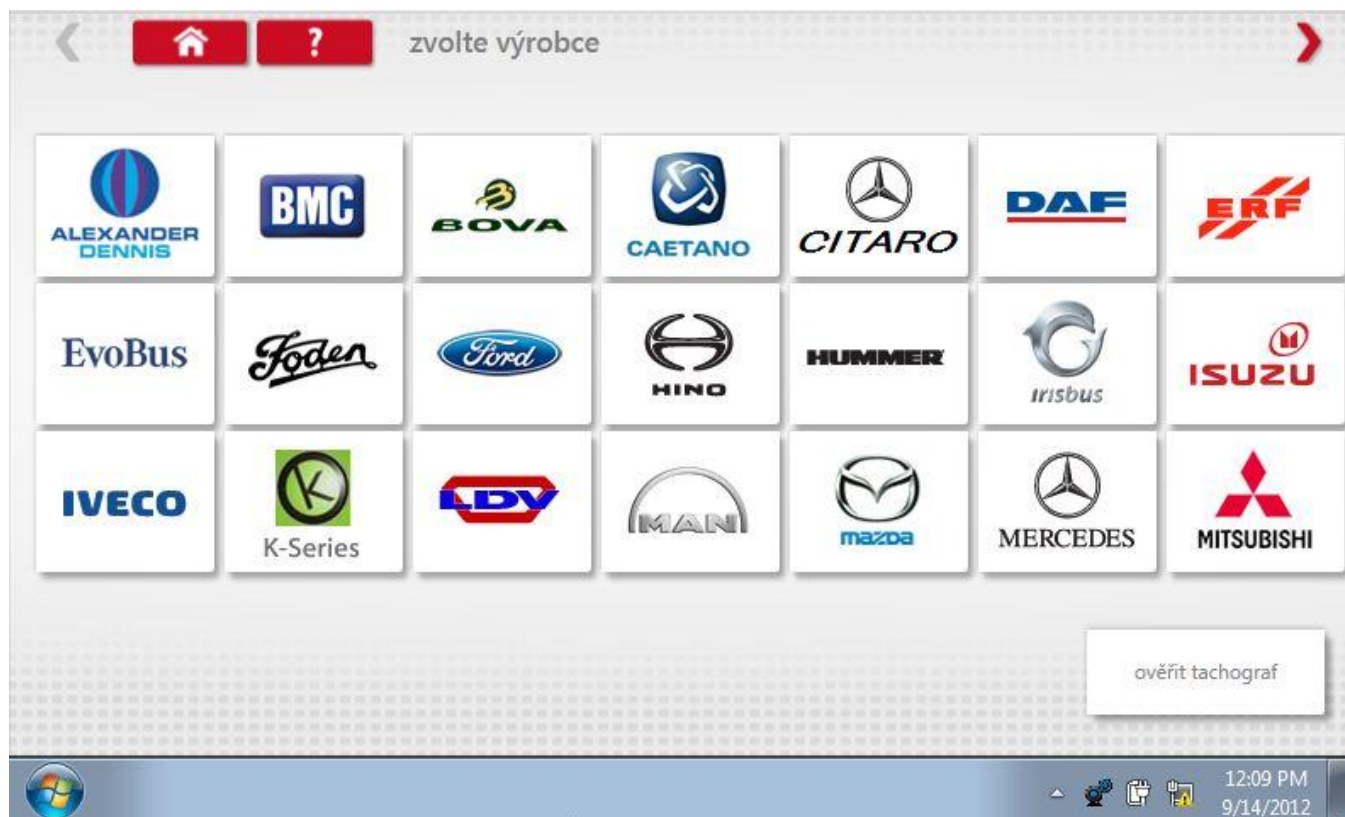 ? zvolte výrobce
ALEXANDER
DENNIS
BMC
BOVA
CAETANO
CITARO
DAF
ERF
EvoBus
Foden
Ford
HINO
HUMMER
irisbus
ISUZU
IVECO
K
K-Series
LDV
MAN
mazda
MERCEDES
MITSUBISHI
ověřit tachograf
12:09 PM
9/14/2012